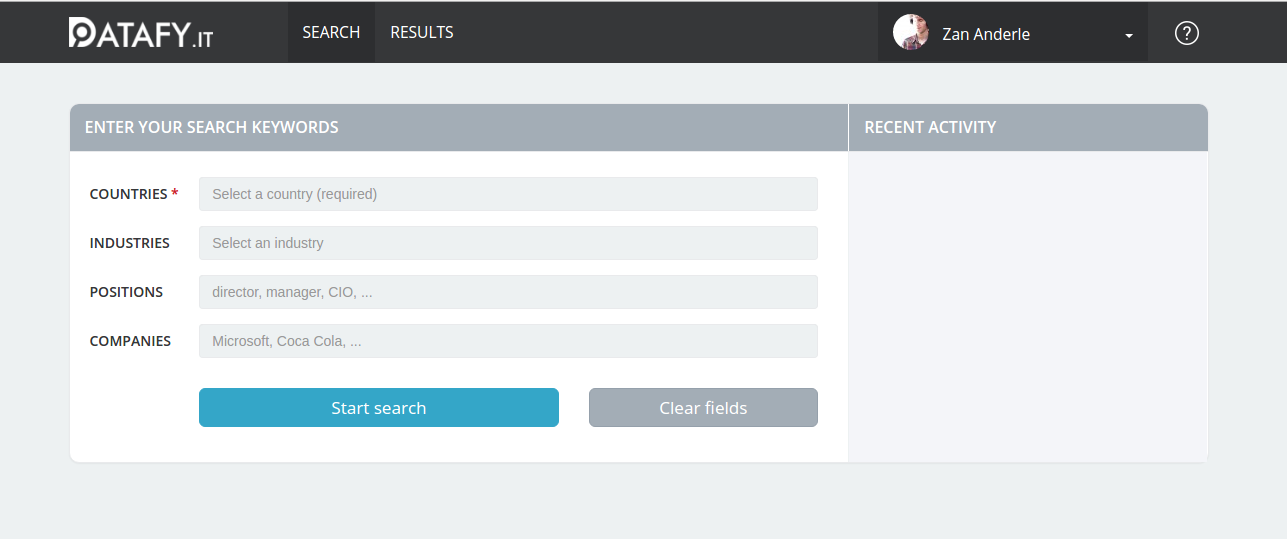 DATAFY.IT
SEARCH
RESULTS
Zan Anderle
?
ENTER YOUR SEARCH KEYWORDS
RECENT ACTIVITY
COUNTRIES * Select a country (required)
INDUSTRIES Select an industry
POSITIONS director, manager, CIO, ...
COMPANIES Microsoft, Coca Cola, ...
Start search
Clear fields